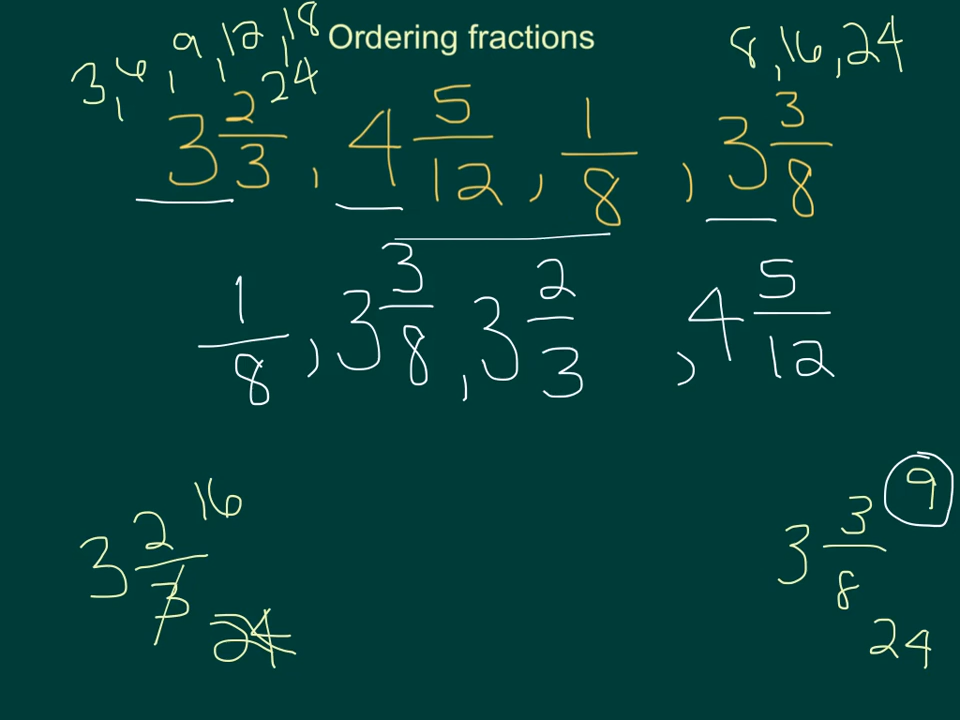 Ordering fractions
3, 6, 9, 12, 18
24
8, 16, 24
3 2/3, 4 5/12, 1/8, 3 3/8
1/8, 3 3/8, 3 2/3, 4 5/12
3 2/3 16 24
3 3/8 9 24